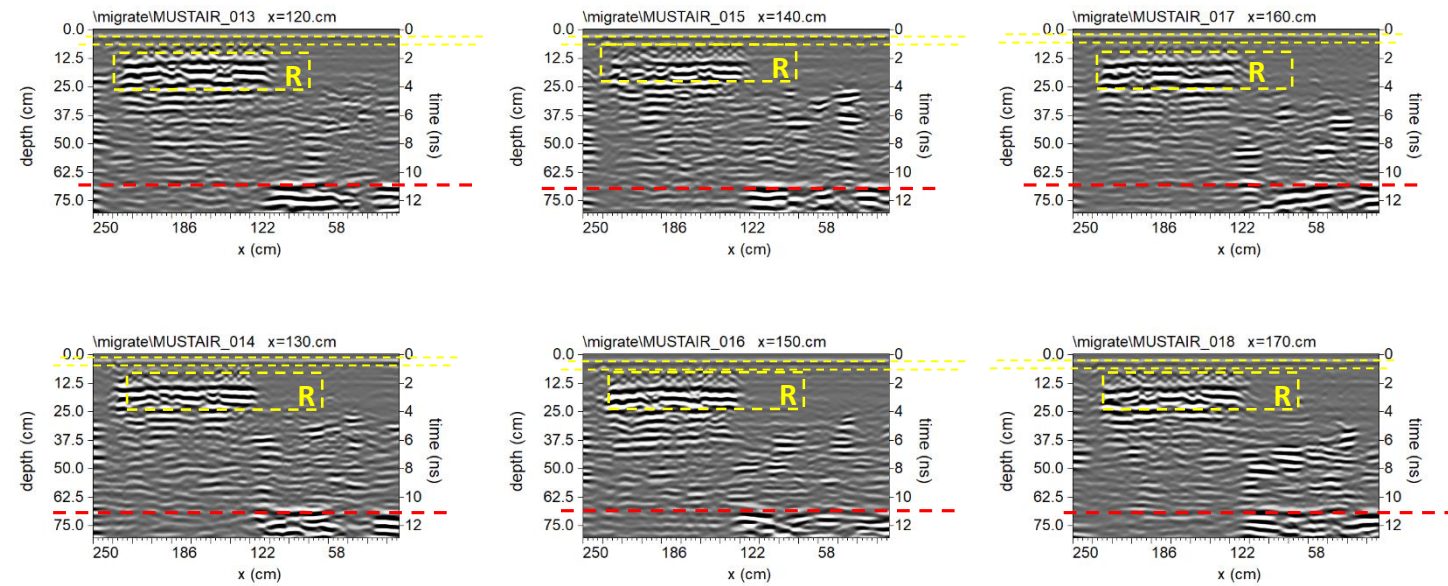 \migrate\MUSTAIR_013 x=120.cm
0.0 0
12.5 2
25.0 4
37.5 6
50.0 8
62.5 10
75.0 12
R
depth (cm)
time (ns)
250 186 122 58
x (cm)
\migrate\MUSTAIR_015 x=140.cm
0.0 0
12.5 2
25.0 4
37.5 6
50.0 8
62.5 10
75.0 12
R
depth (cm)
time (ns)
250 186 122 58
x (cm)
\migrate\MUSTAIR_017 x=160.cm
0.0 0
12.5 2
25.0 4
37.5 6
50.0 8
62.5 10
75.0 12
R
depth (cm)
time (ns)
250 186 122 58
x (cm)
\migrate\MUSTAIR_014 x=130.cm
0.0 0
12.5 2
25.0 4
37.5 6
50.0 8
62.5 10
75.0 12
R
depth (cm)
time (ns)
250 186 122 58
x (cm)
\migrate\MUSTAIR_016 x=150.cm
0.0 0
12.5 2
25.0 4
37.5 6
50.0 8
62.5 10
75.0 12
R
depth (cm)
time (ns)
250 186 122 58
x (cm)
\migrate\MUSTAIR_018 x=170.cm
0.0 0
12.5 2
25.0 4
37.5 6
50.0 8
62.5 10
75.0 12
R
depth (cm)
time (ns)
250 186 122 58
x (cm)